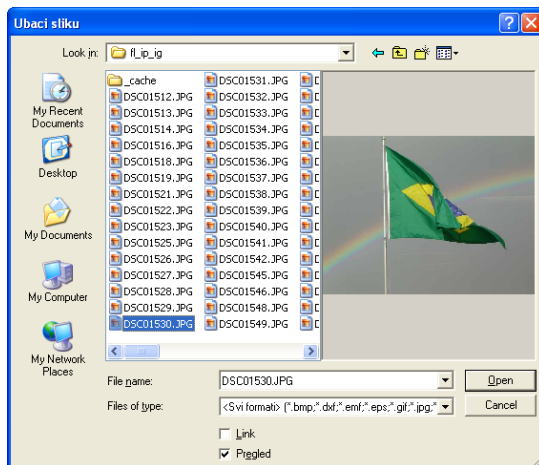 Ubaci sliku
Look in: fl_ip_ig
My Recent Documents
Desktop
My Documents
My Computer
My Network Places
_cache
DSC01512.JPG
DSC01513.JPG
DSC01514.JPG
DSC01516.JPG
DSC01518.JPG
DSC01519.JPG
DSC01521.JPG
DSC01522.JPG
DSC01523.JPG
DSC01525.JPG
DSC01526.JPG
DSC01527.JPG
DSC01528.JPG
DSC01529.JPG
DSC01530.JPG
DSC01531.JPG
DSC01532.JPG
DSC01533.JPG
DSC01534.JPG
DSC01535.JPG
DSC01536.JPG
DSC01537.JPG
DSC01538.JPG
DSC01539.JPG
DSC01540.JPG
DSC01541.JPG
DSC01542.JPG
DSC01545.JPG
DSC01546.JPG
DSC01548.JPG
DSC01549.JPG
File name: DSC01530.JPG Open
Files of type: <Svi formati> (*.bmp;*.dxf;*.emf;*.eps;*.gif;*.jpg;* Cancel
Link
Pregled